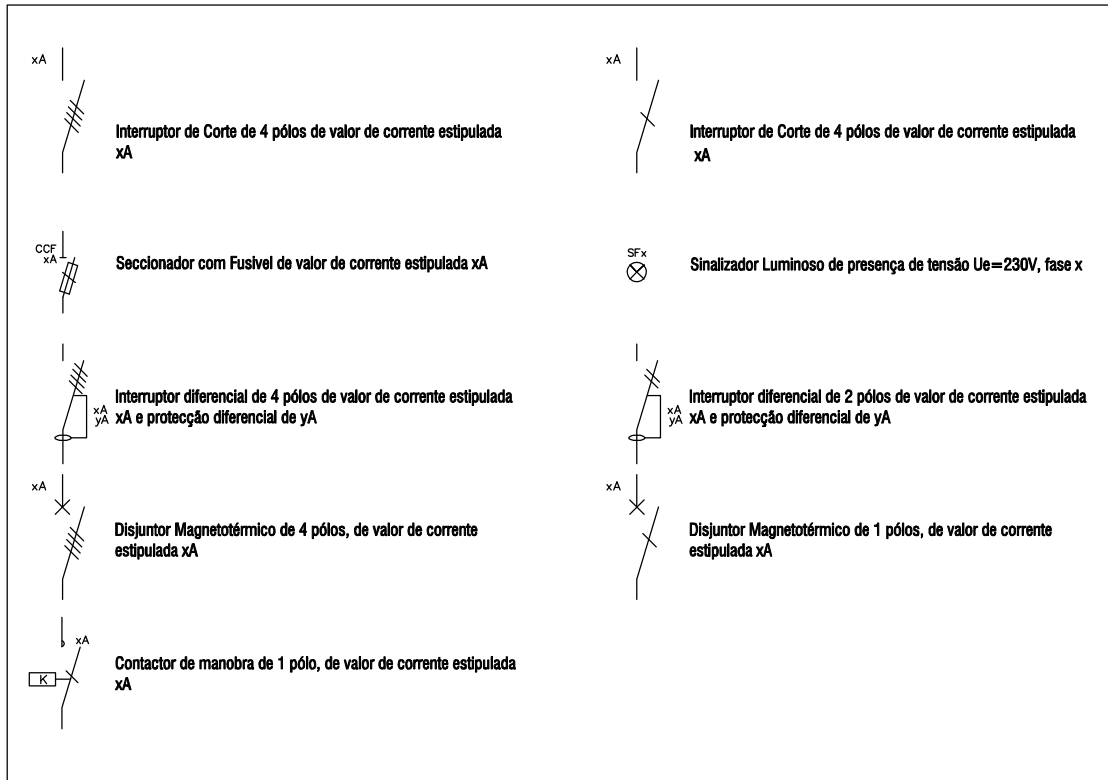 xA
Interruptor de Corte de 4 pólos de valor de corrente estipulada
xA
xA
Interruptor de Corte de 4 pólos de valor de corrente estipulada
xA
CCF
xA
Seccionador com Fusivel de valor de corrente estipulada xA
SFx
Sinalizador Luminoso de presença de tensão Ue=230V, fase x
Interruptor diferencial de 4 pólos de valor de corrente estipulada
xA e protecção diferencial de yA
xA
yA
Interruptor diferencial de 2 pólos de valor de corrente estipulada
xA e protecção diferencial de yA
xA
yA
xA
Disjuntor Magnetotérmico de 4 pólos, de valor de corrente
estipulada xA
xA
Disjuntor Magnetotérmico de 1 pólos, de valor de corrente
estipulada xA
xA
K
Contactor de manobra de 1 pólo, de valor de corrente estipulada
xA